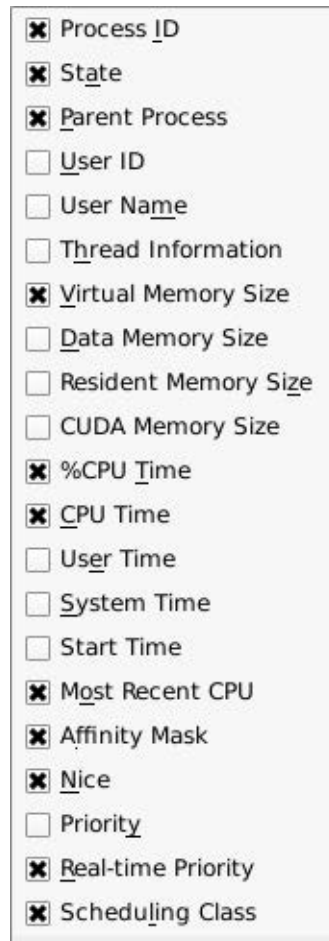 Process ID
State
Parent Process
User ID
User Name
Thread Information
Virtual Memory Size
Data Memory Size
Resident Memory Size
CUDA Memory Size
%CPU Time
CPU Time
User Time
System Time
Start Time
Most Recent CPU
Affinity Mask
Nice
Priority
Real-time Priority
Scheduling Class